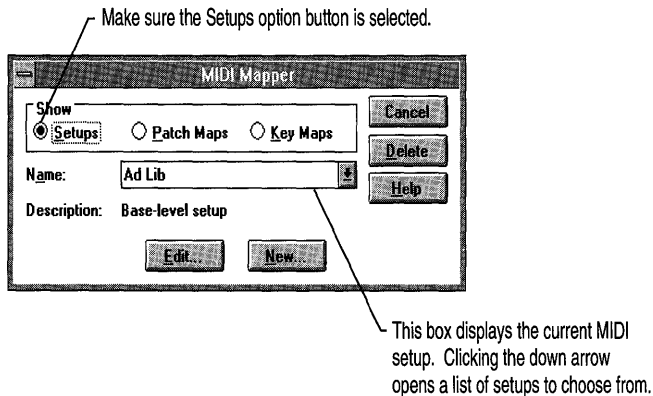 Make sure the Setups option button is selected.
MIDI Mapper
Show
Setups
Patch Maps
Key Maps
Cancel
Delete
Help
Name:
Ad Lib
Description:
Base-level setup
Edit...
New...
This box displays the current MIDI
setup. Clicking the down arrow
opens a list of setups to choose from.